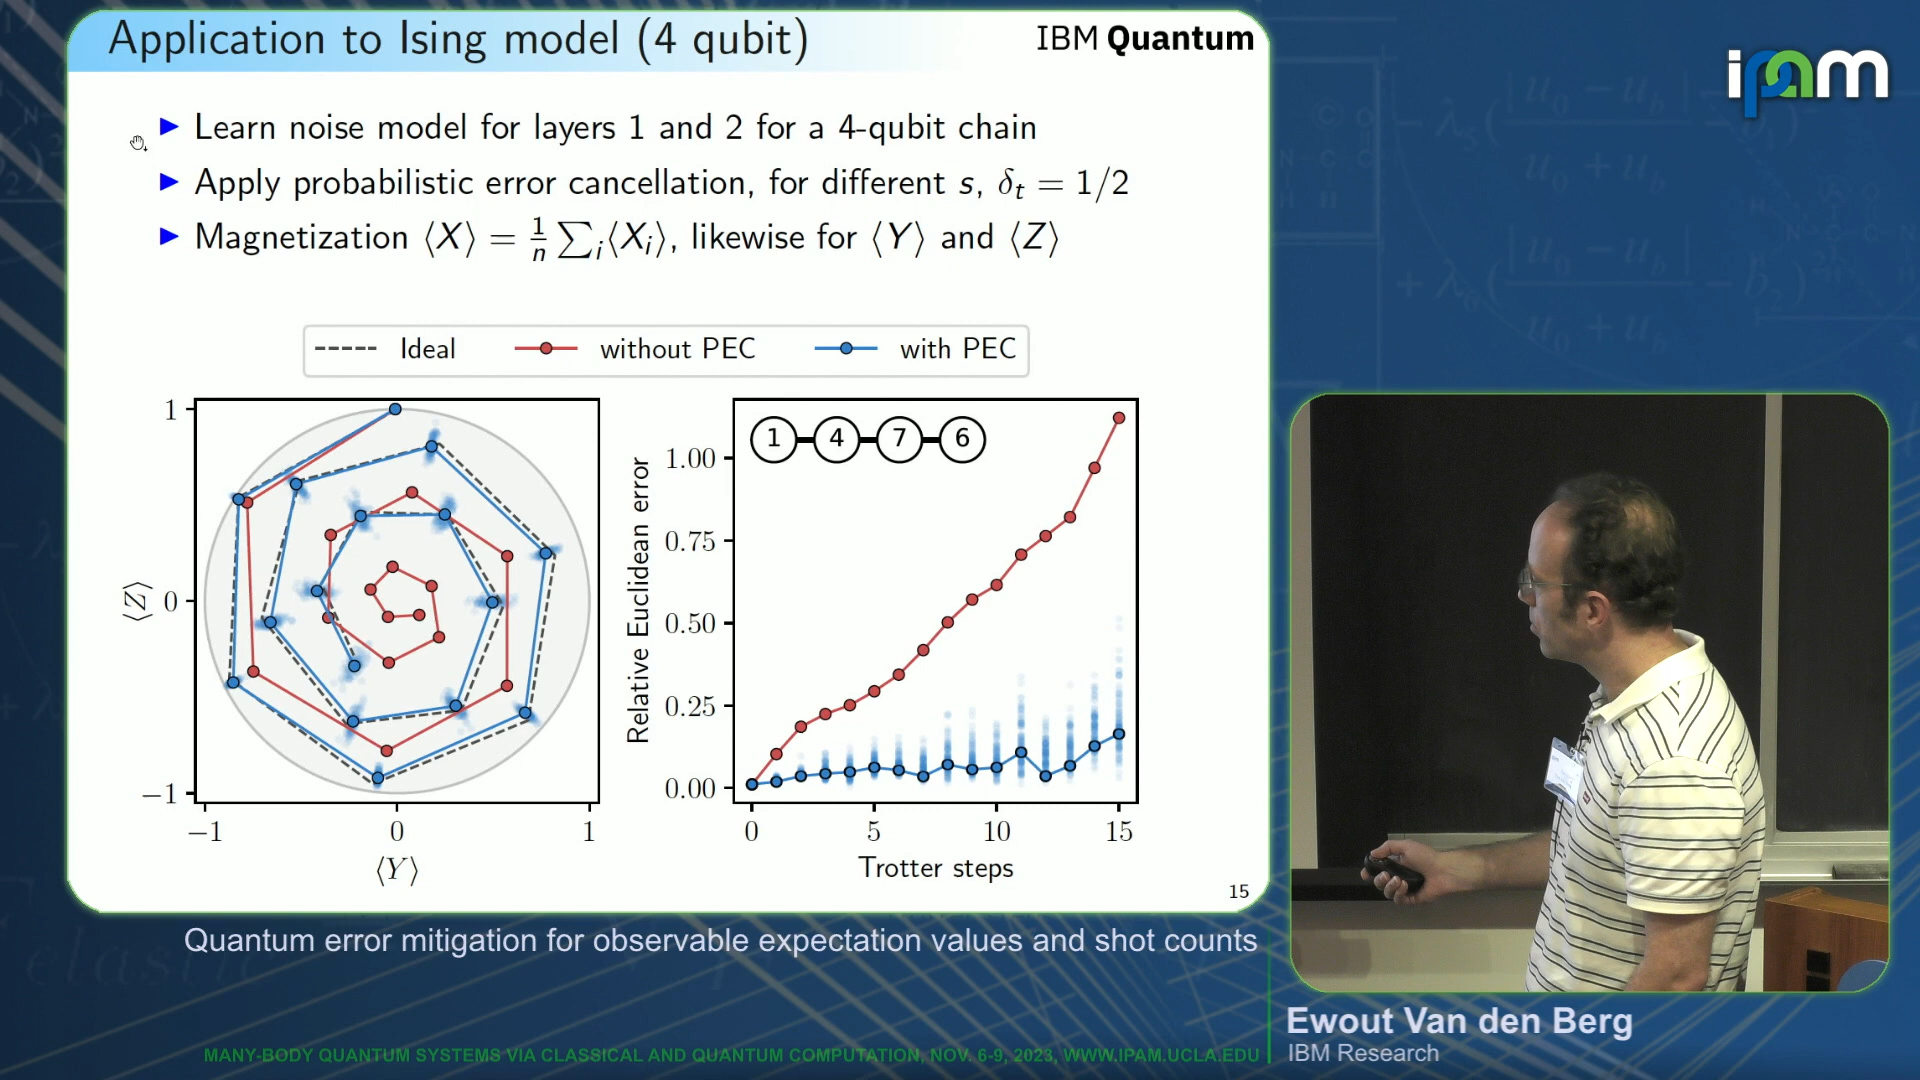 Application to Ising model (4 qubit)
IBM Quantum
ipam
▶ Learn noise model for layers 1 and 2 for a 4-qubit chain
▶ Apply probabilistic error cancellation, for different s, δₜ = 1/2
▶ Magnetization ⟨X⟩ = 1/n ∑ᵢ⟨Xᵢ⟩, likewise for ⟨Y⟩ and ⟨Z⟩
Ideal without PEC with PEC
1
0
−1
⟨Z⟩
−1 0 1
⟨Y⟩
1 4 7 6
1.00
0.75
0.50
0.25
0.00
Relative Euclidean error
0 5 10 15
Trotter steps
15
Quantum error mitigation for observable expectation values and shot counts
Ewout Van den Berg
IBM Research
MANY-BODY QUANTUM SYSTEMS VIA CLASSICAL AND QUANTUM COMPUTATION, NOV. 6-9, 2023, WWW.IPAM.UCLA.EDU